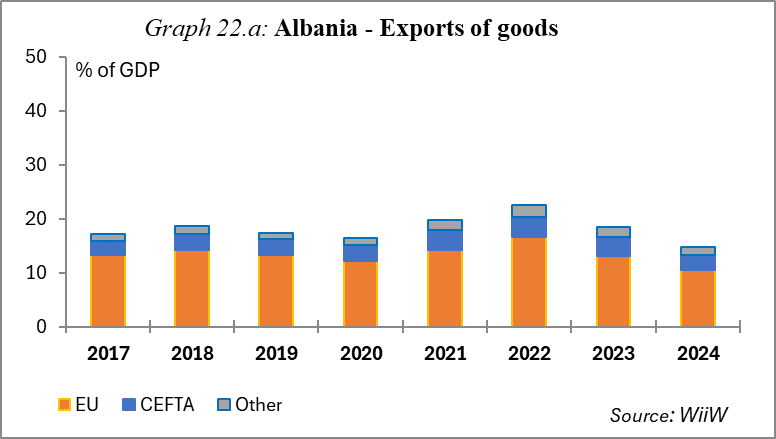 Graph 22.a: Albania - Exports of goods
% of GDP
50
40
30
20
10
0
2017 2018 2019 2020 2021 2022 2023 2024
EU CEFTA Other
Source: WiiW